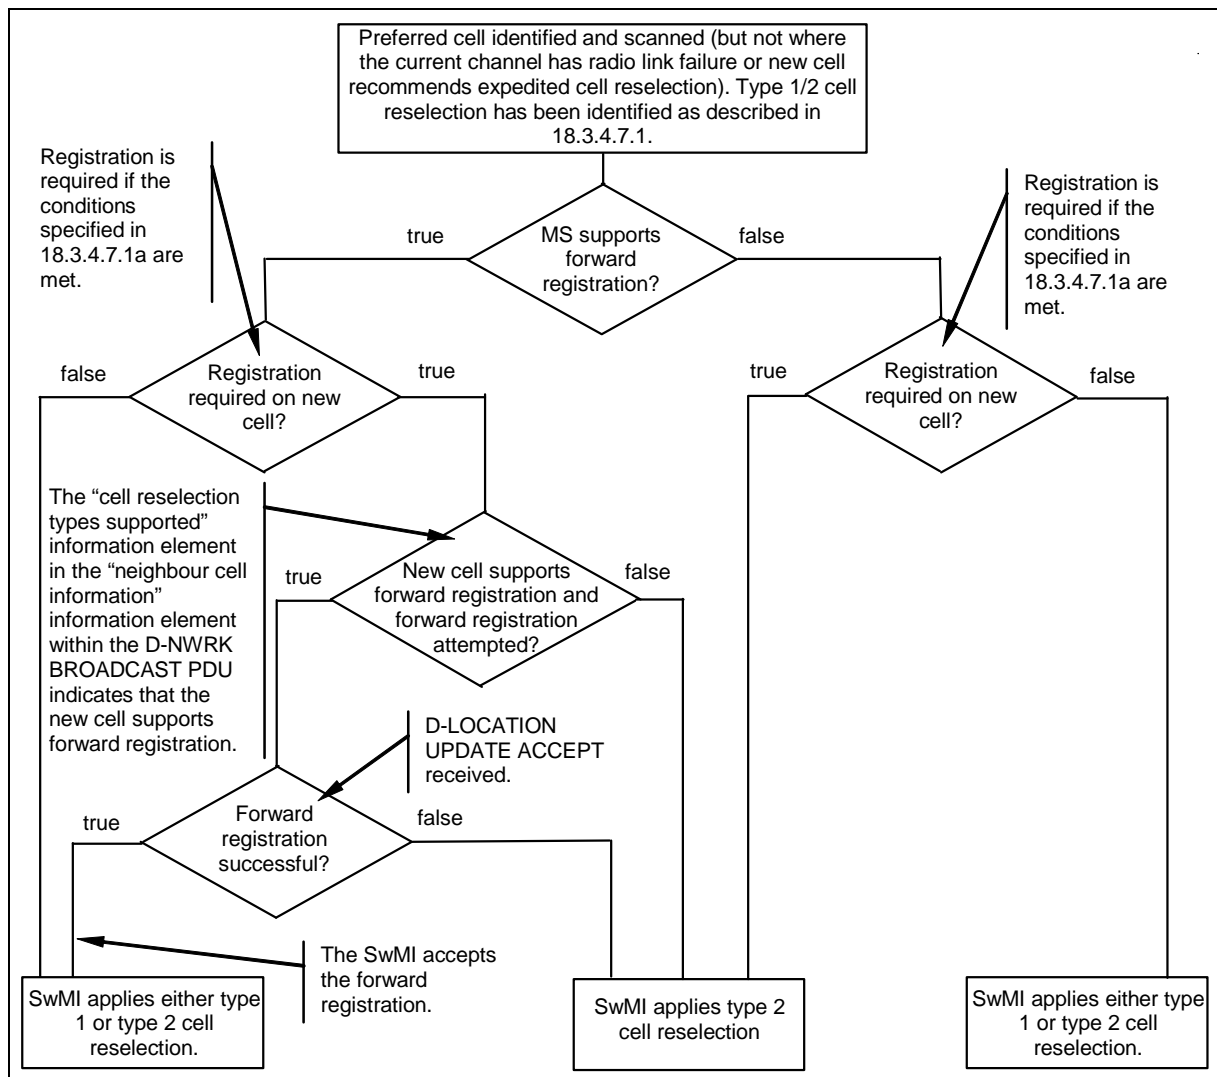 Preferred cell identified and scanned (but not where
the current channel has radio link failure or new cell
recommends expedited cell reselection). Type 1/2 cell
reselection has been identified as described in
18.3.4.7.1.
Registration is
required if the
conditions
specified in
18.3.4.7.1a are
met.
Registration is
required if the
conditions
specified in
18.3.4.7.1a are
met.
true
MS supports
forward
registration?
false
false
Registration
required on new
cell?
true
true
Registration
required on new
cell?
false
The “cell reselection
types supported”
information element
in the “neighbour cell
information”
information element
within the D-NWRK
BROADCAST PDU
indicates that the
new cell supports
forward registration.
true
New cell supports
forward registration and
forward registration
attempted?
false
D-LOCATION
UPDATE ACCEPT
received.
true
Forward
registration
successful?
false
The SwMI accepts
the forward
registration.
SwMI applies either type
1 or type 2 cell
reselection.
SwMI applies type 2
cell reselection
SwMI applies either type
1 or type 2 cell
reselection.